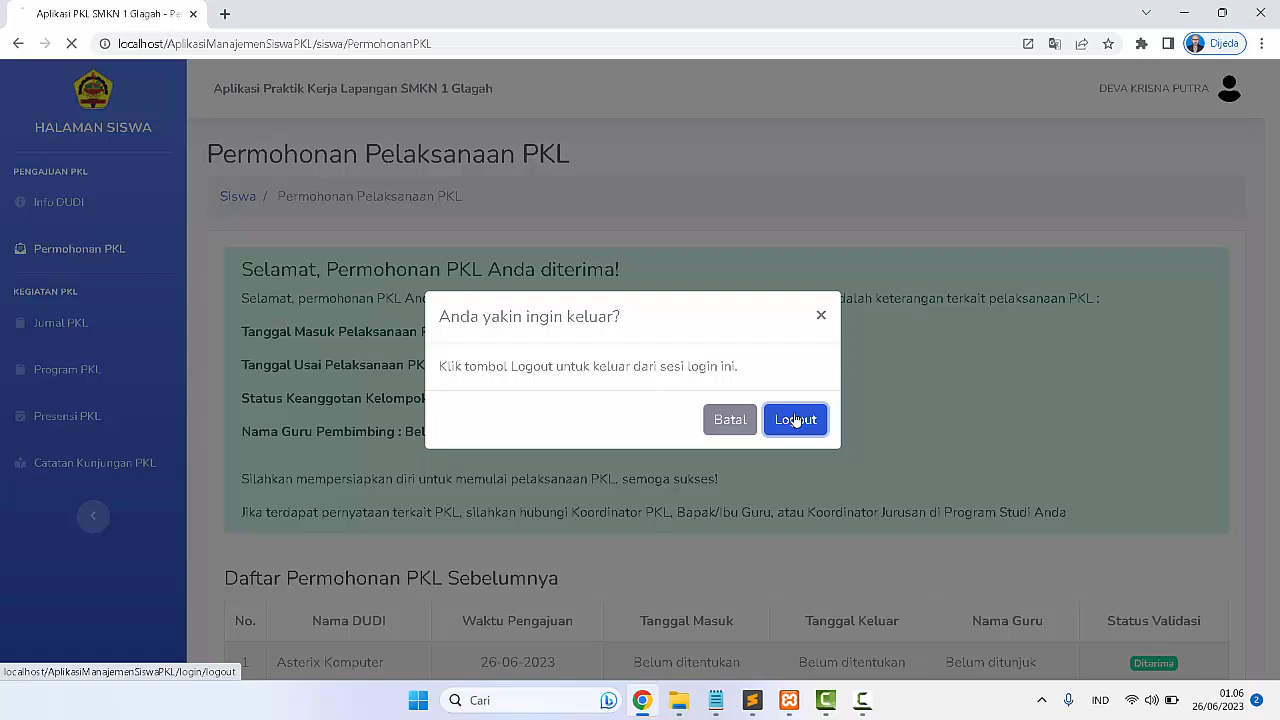 Aplikasi PKL SMKN 1 Glagah - Pe
localhost/AplikasiManajemenSiswaPKL/siswa/PermohonanPKL
Dijeda
HALAMAN SISWA
PENGAJUAN PKL
Info DUDI
Permohonan PKL
KEGIATAN PKL
Jurnal PKL
Program PKL
Presensi PKL
Catatan Kunjungan PKL
Aplikasi Praktik Kerja Lapangan SMKN 1 Glagah
DEVA KRISNA PUTRA
Permohonan Pelaksanaan PKL
Siswa / Permohonan Pelaksanaan PKL
Selamat, Permohonan PKL Anda diterima!
Selamat, permohonan PKL An
dalah keterangan terkait pelaksanaan PKL :
Tanggal Masuk Pelaksanaan
Tanggal Usai Pelaksanaan PK
Status Keanggotan Kelompok
Nama Guru Pembimbing : Bel
Silahkan mempersiapkan diri untuk memulai pelaksanaan PKL, semoga sukses!
Jika terdapat pernyataan terkait PKL, silahkan hubungi Koordinator PKL, Bapak/Ibu Guru, atau Koordinator Jurusan di Program Studi Anda
Anda yakin ingin keluar?
×
Klik tombol Logout untuk keluar dari sesi login ini.
Batal Logout
Daftar Permohonan PKL Sebelumnya
No. Nama DUDI Waktu Pengajuan Tanggal Masuk Tanggal Keluar Nama Guru Status Validasi
1 Asterix Komputer 26-06-2023 Belum ditentukan Belum ditentukan Belum ditunjuk Diterima
localhost/AplikasiManajemenSiswaPKL/login/logout
Cari
IND
01.06
26/06/2023
2